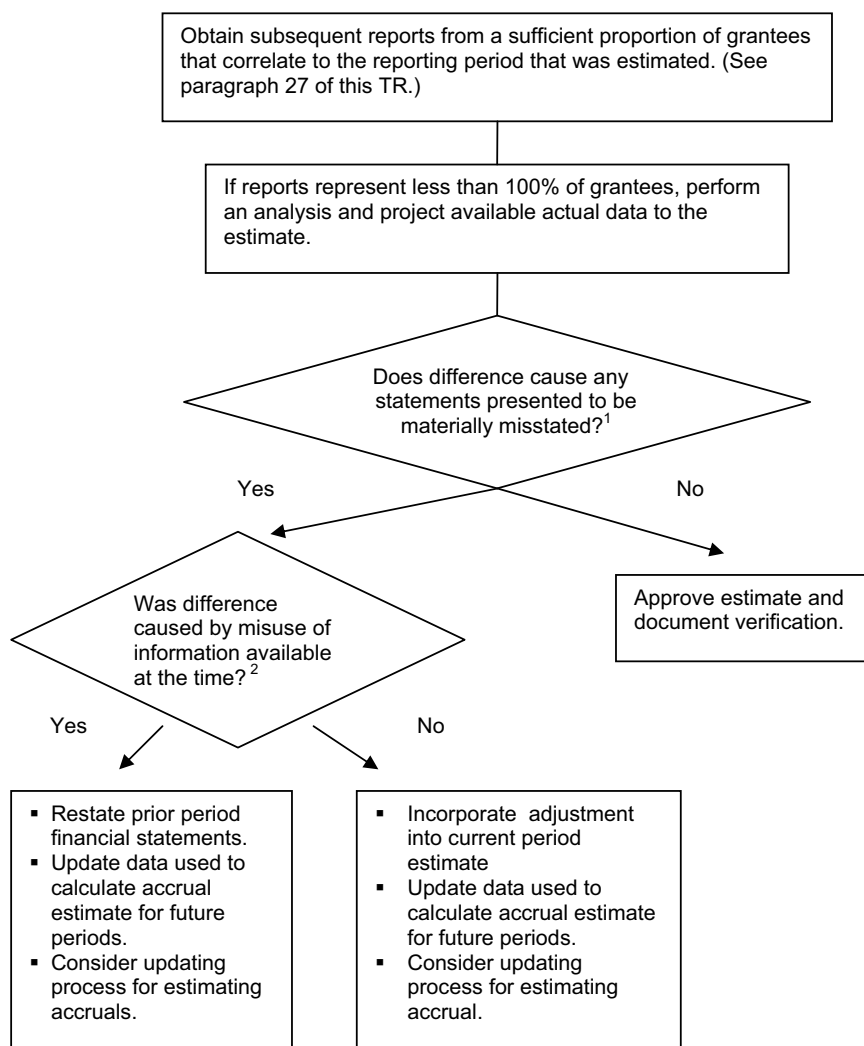 Obtain subsequent reports from a sufficient proportion of grantees
that correlate to the reporting period that was estimated. (See
paragraph 27 of this TR.)
If reports represent less than 100% of grantees, perform
an analysis and project available actual data to the
estimate.
Does difference cause any
statements presented to be
materially misstated?1
Yes
No
Was difference
caused by misuse of
information available
at the time? 2
Approve estimate and
document verification.
Yes
No
▪ Restate prior period
financial statements.
▪ Update data used to
calculate accrual
estimate for future
periods.
▪ Consider updating
process for estimating
accruals.
▪ Incorporate adjustment
into current period
estimate
▪ Update data used to
calculate accrual estimate
for future periods.
▪ Consider updating
process for estimating
accrual.